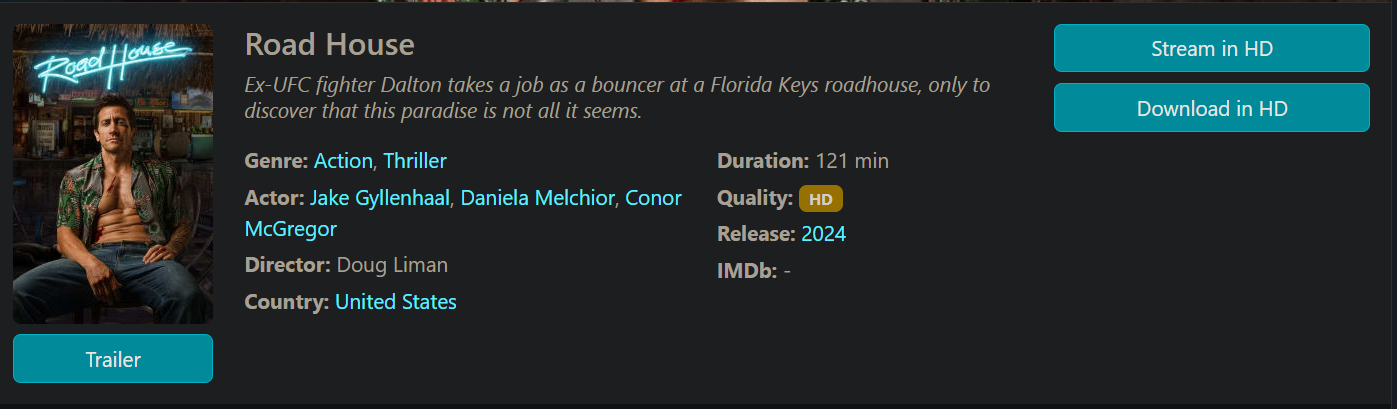 Road House
Road House
Ex-UFC fighter Dalton takes a job as a bouncer at a Florida Keys roadhouse, only to
discover that this paradise is not all it seems.
Genre: Action, Thriller
Actor: Jake Gyllenhaal, Daniela Melchior, Conor
McGregor
Director: Doug Liman
Country: United States
Duration: 121 min
Quality: HD
Release: 2024
IMDb: -
Stream in HD
Download in HD
Trailer